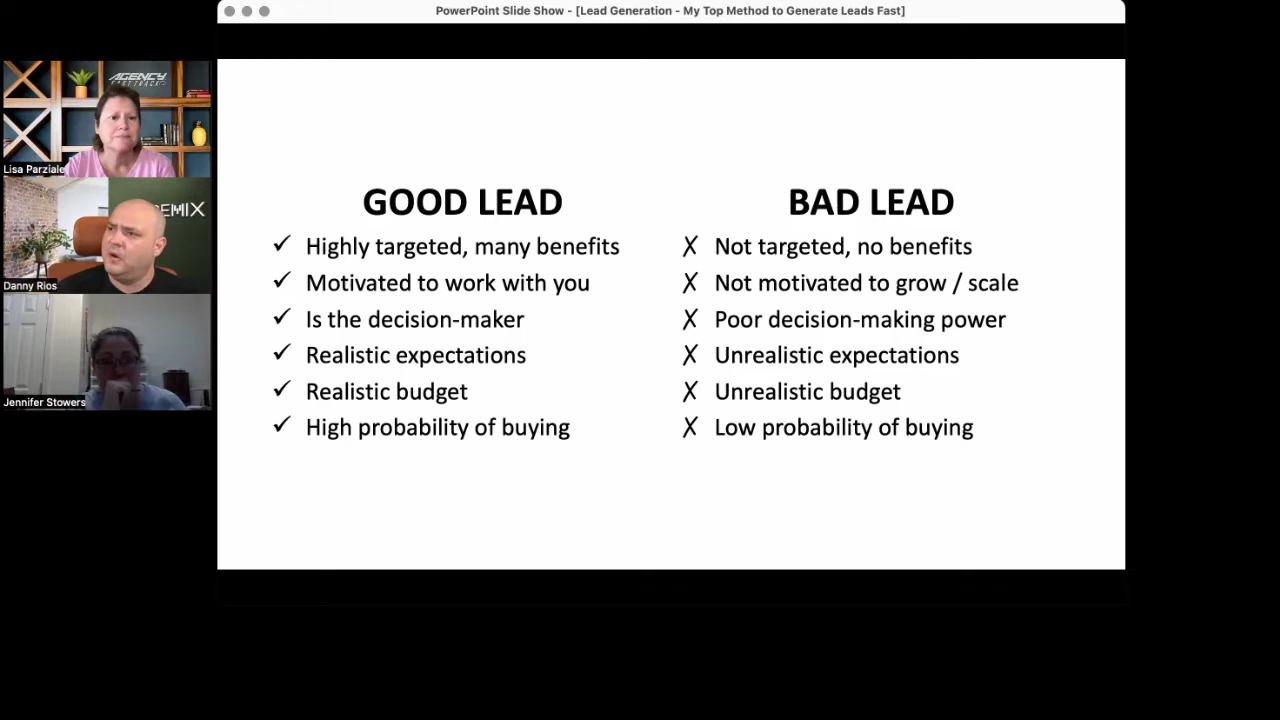 PowerPoint Slide Show - [Lead Generation - My Top Method to Generate Leads Fast]
AGENCY
Lisa Parziale
EMIX
Danny Rios
Jennifer Stowers
GOOD LEAD
✓ Highly targeted, many benefits
✓ Motivated to work with you
✓ Is the decision-maker
✓ Realistic expectations
✓ Realistic budget
✓ High probability of buying
BAD LEAD
✗ Not targeted, no benefits
✗ Not motivated to grow / scale
✗ Poor decision-making power
✗ Unrealistic expectations
✗ Unrealistic budget
✗ Low probability of buying